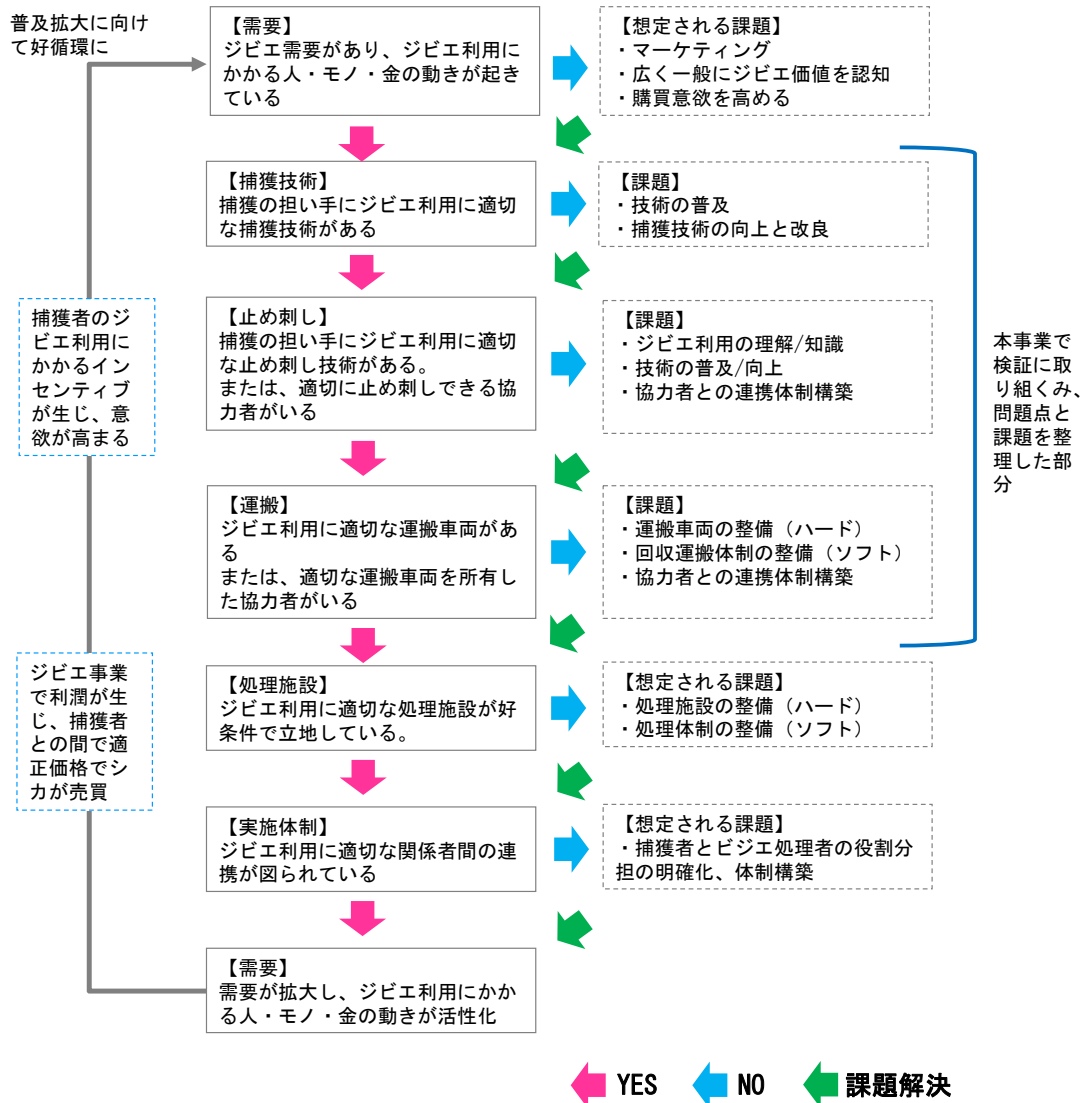 普及拡大に向け
て好循環に
【需要】
ジビエ需要があり、ジビエ利用に
かかる人・モノ・金の動きが起き
ている
【想定される課題】
・マーケティング
・広く一般にジビエ価値を認知
・購買意欲を高める
【捕獲技術】
捕獲の担い手にジビエ利用に適切
な捕獲技術がある
【課題】
・技術の普及
・捕獲技術の向上と改良
捕獲者のジ
ビエ利用に
かかるイン
センティブ
が生じ、意
欲が高まる
【止め刺し】
捕獲の担い手にジビエ利用に適切
な止め刺し技術がある。
または、適切に止め刺しできる協
力者がいる
【課題】
・ジビエ利用の理解/知識
・技術の普及/向上
・協力者との連携体制構築
本事業で
検証に取
り組くみ、
問題点と
課題を整
理した部
分
【運搬】
ジビエ利用に適切な運搬車両があ
る
または、適切な運搬車両を所有し
た協力者がいる
【課題】
・運搬車両の整備（ハード）
・回収運搬体制の整備（ソフト）
・協力者との連携体制構築
ジビエ事業
で利潤が生
じ、捕獲者
との間で適
正価格でシ
カが売買
【処理施設】
ジビエ利用に適切な処理施設が好
条件で立地している。
【想定される課題】
・処理施設の整備（ハード）
・処理体制の整備（ソフト）
【実施体制】
ジビエ利用に適切な関係者間の連
携が図られている
【想定される課題】
・捕獲者とビジエ処理者の役割分
担の明確化、体制構築
【需要】
需要が拡大し、ジビエ利用にかか
る人・モノ・金の動きが活性化
YES NO 課題解決